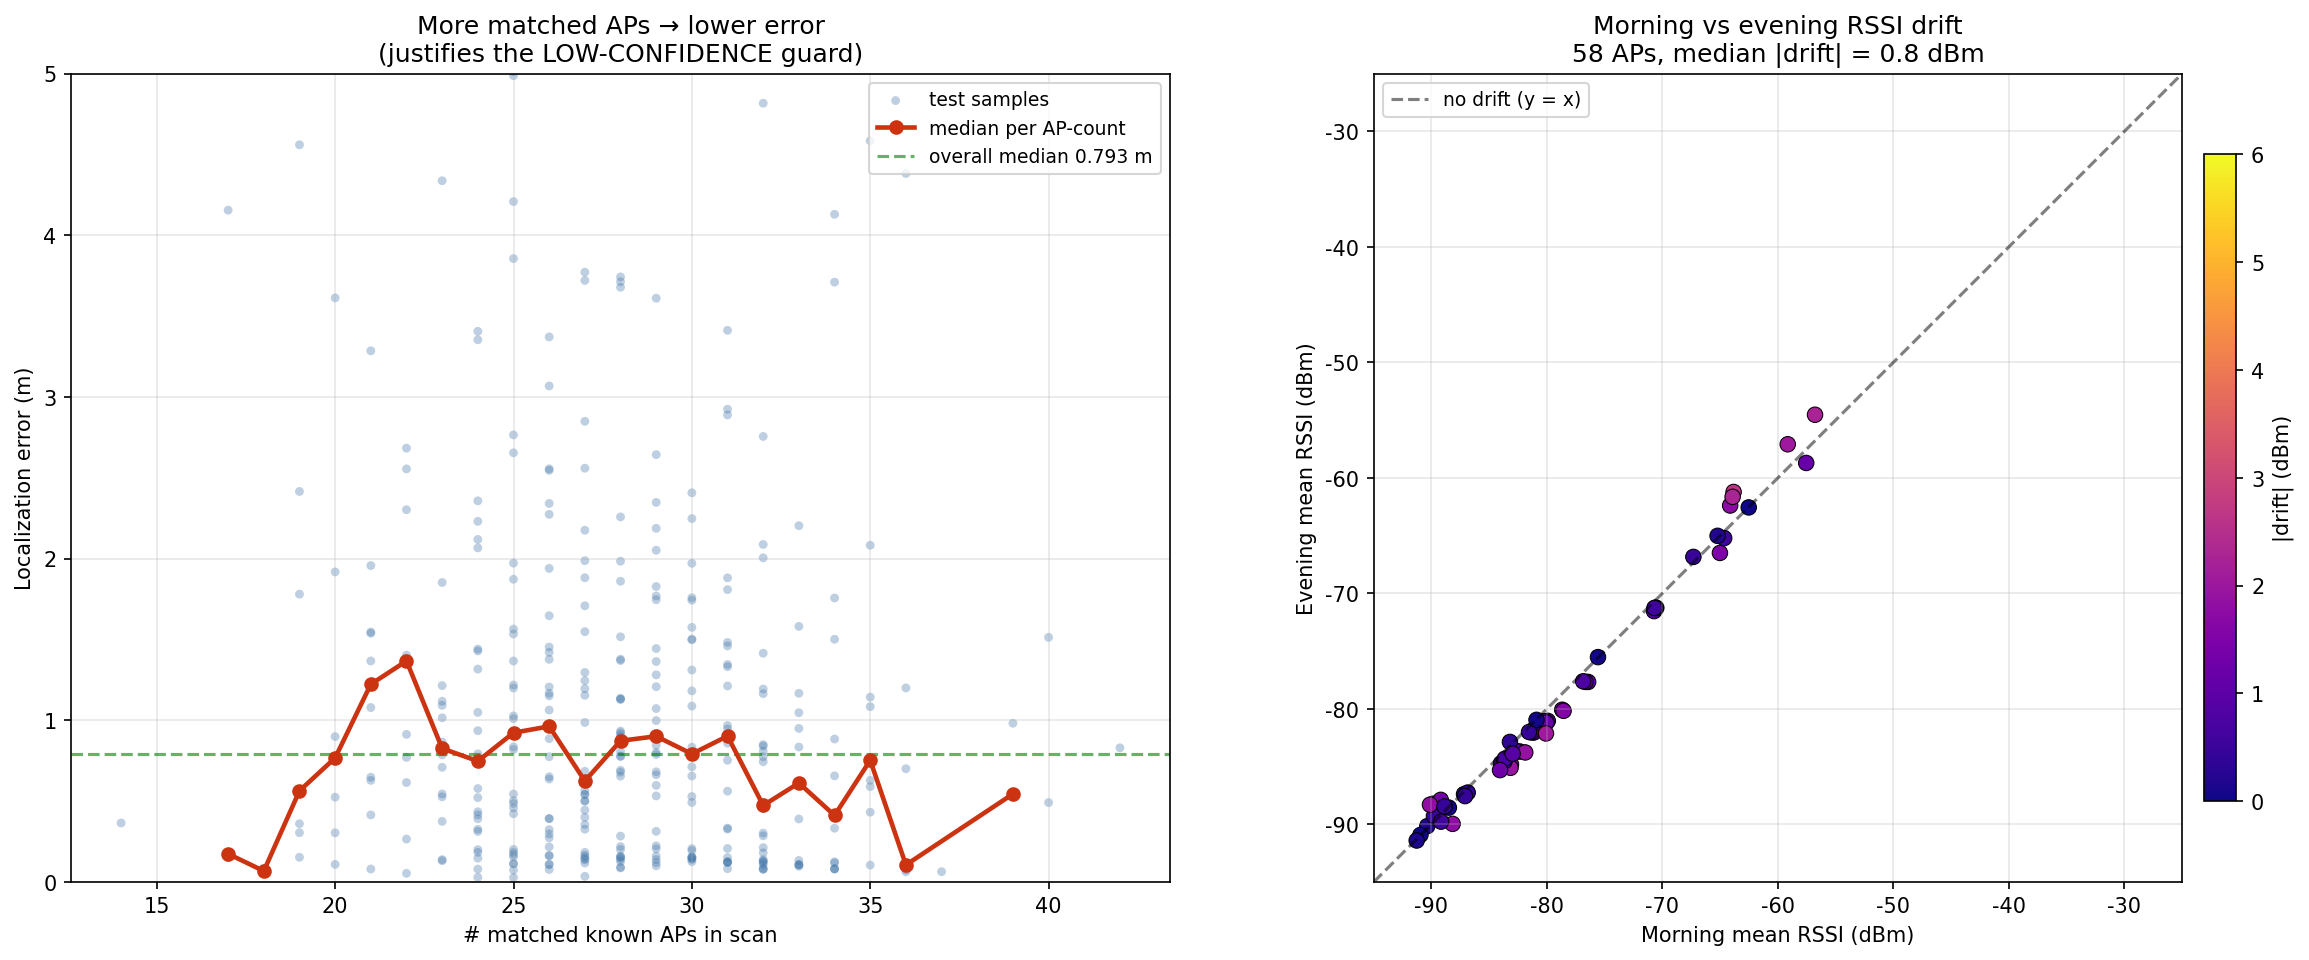 More matched APs → lower error
(justifies the LOW-CONFIDENCE guard)
test samples
median per AP-count
overall median 0.793 m
Localization error (m)
5
4
3
2
1
0
15
20
25
30
35
40
# matched known APs in scan
Morning vs evening RSSI drift
58 APs, median |drift| = 0.8 dBm
no drift (y = x)
Evening mean RSSI (dBm)
-30
-40
-50
-60
-70
-80
-90
-90
-80
-70
-60
-50
-40
-30
Morning mean RSSI (dBm)
6
5
4
3
2
1
0
|drift| (dBm)